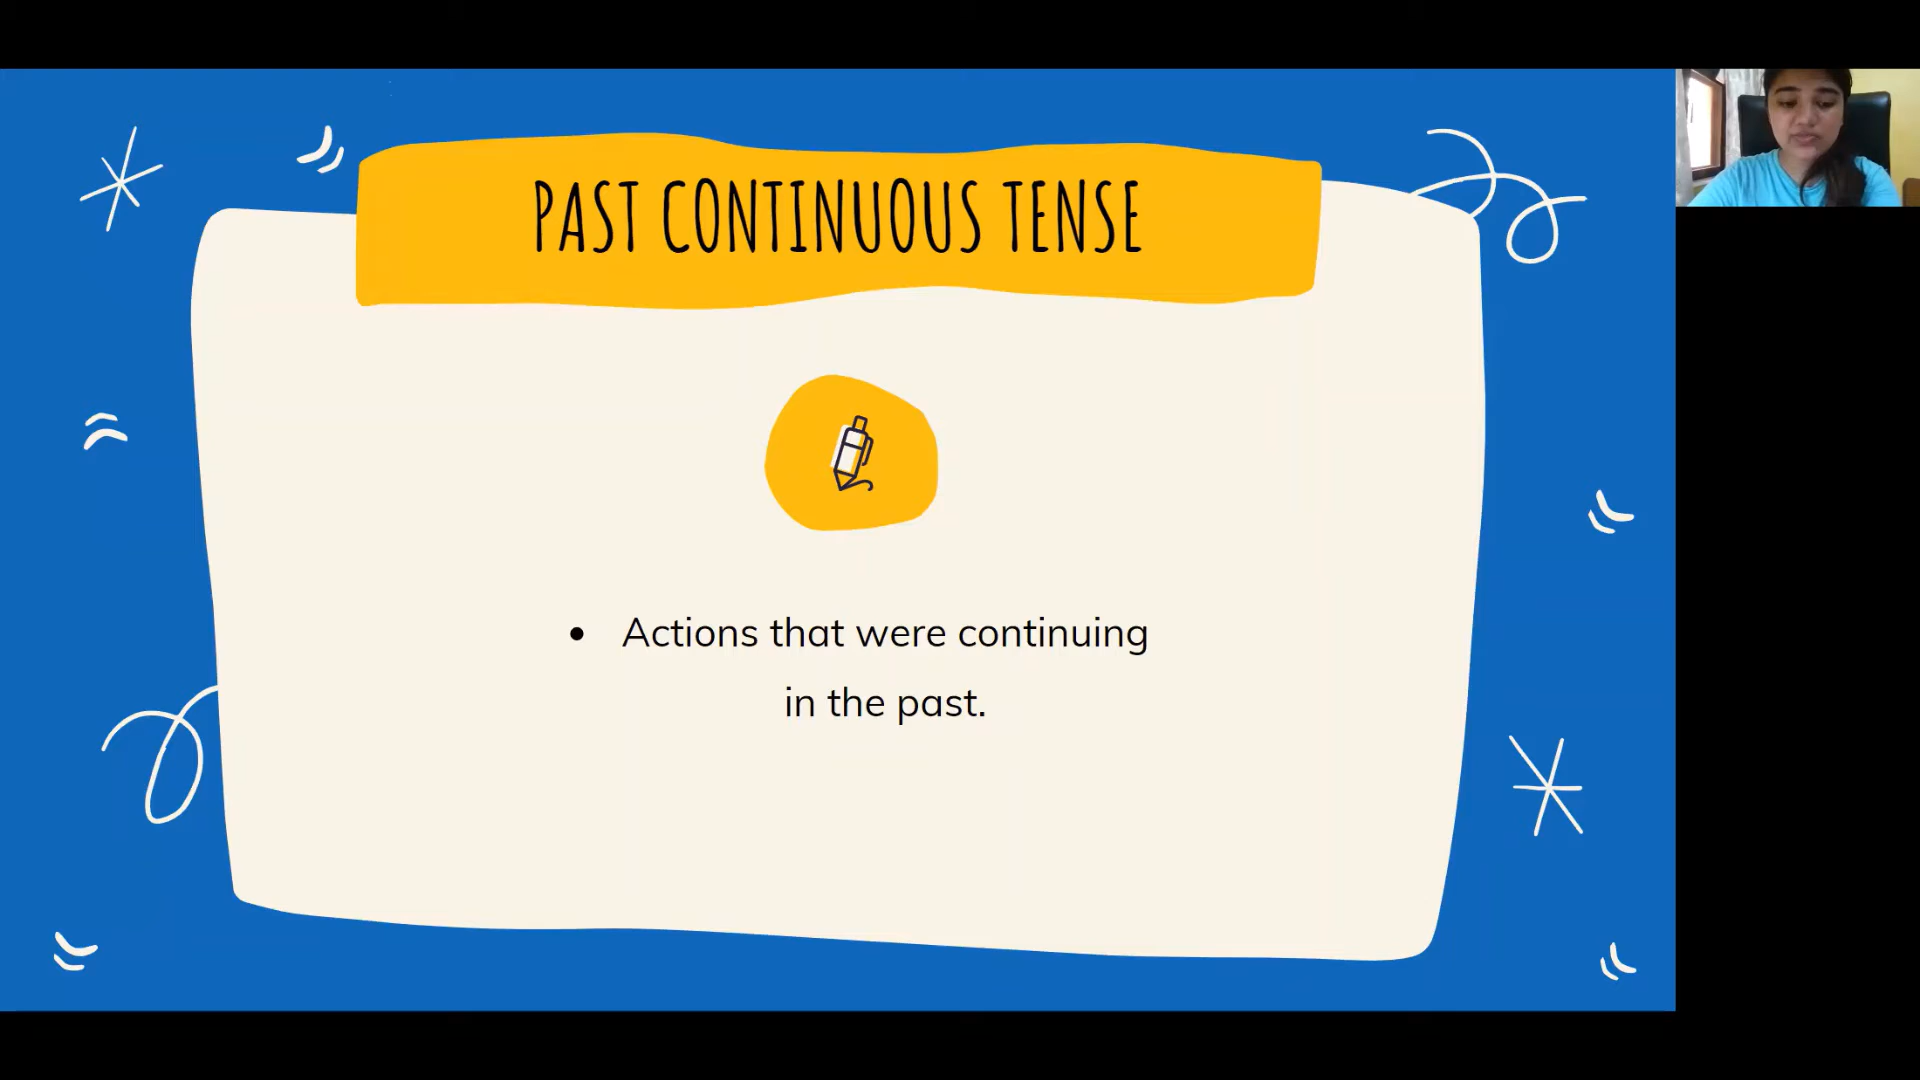 PAST CONTINUOUS TENSE
• Actions that were continuing
in the past.